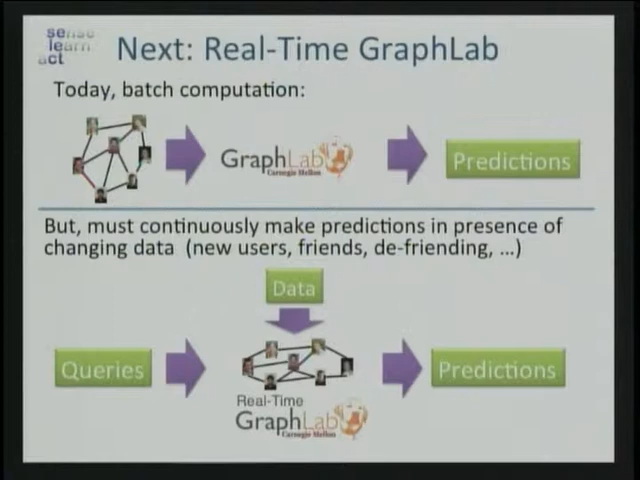 sense
learn
act
Next: Real-Time GraphLab
Today, batch computation:
GraphLab
Carnegie Mellon
Predictions
But, must continuously make predictions in presence of
changing data (new users, friends, de-friending, ...)
Data
Queries
Predictions
Real-Time
GraphLab
Carnegie Mellon